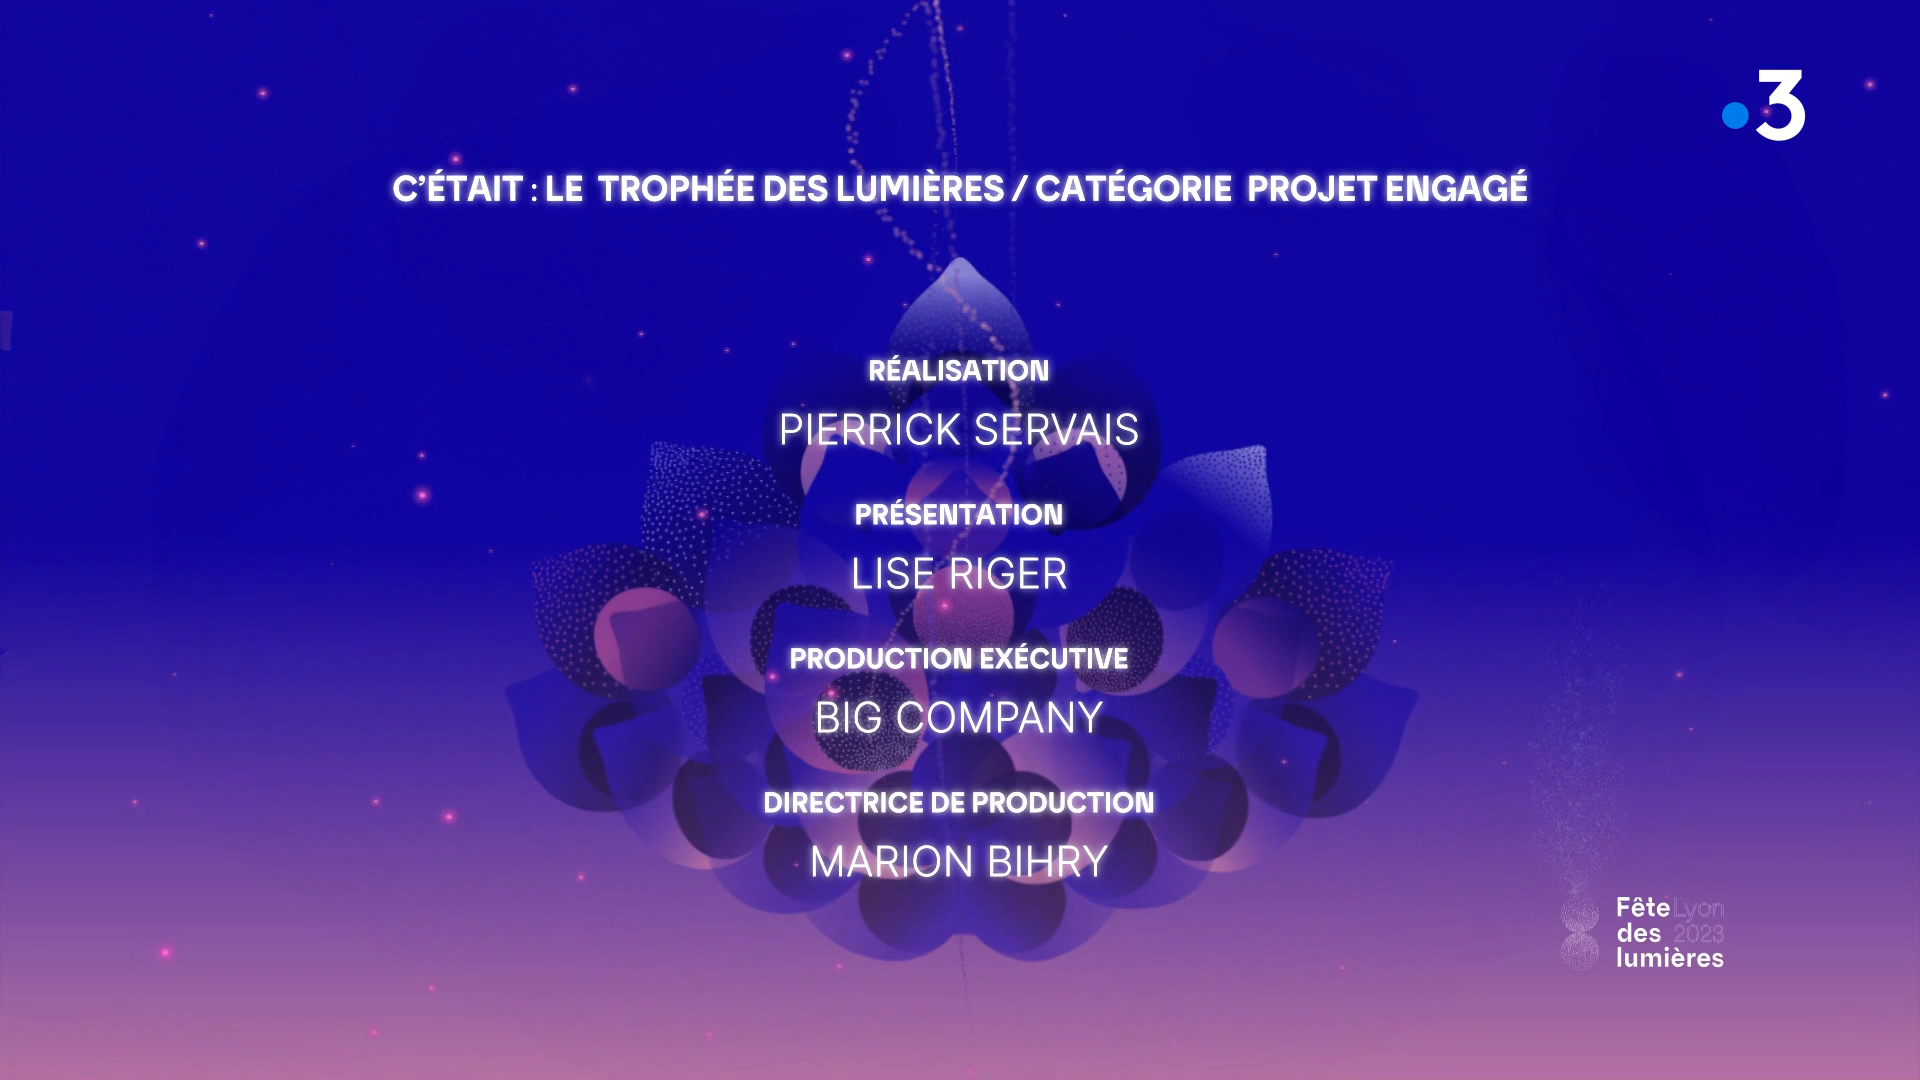 3
C'ÉTAIT : LE TROPHÉE DES LUMIÈRES / CATÉGORIE PROJET ENGAGÉ
RÉALISATION
PIERRICK SERVAIS
PRÉSENTATION
LISE RIGER
PRODUCTION EXÉCUTIVE
BIG COMPANY
DIRECTRICE DE PRODUCTION
MARION BIHRY
Fête Lyon
des 2023
lumières